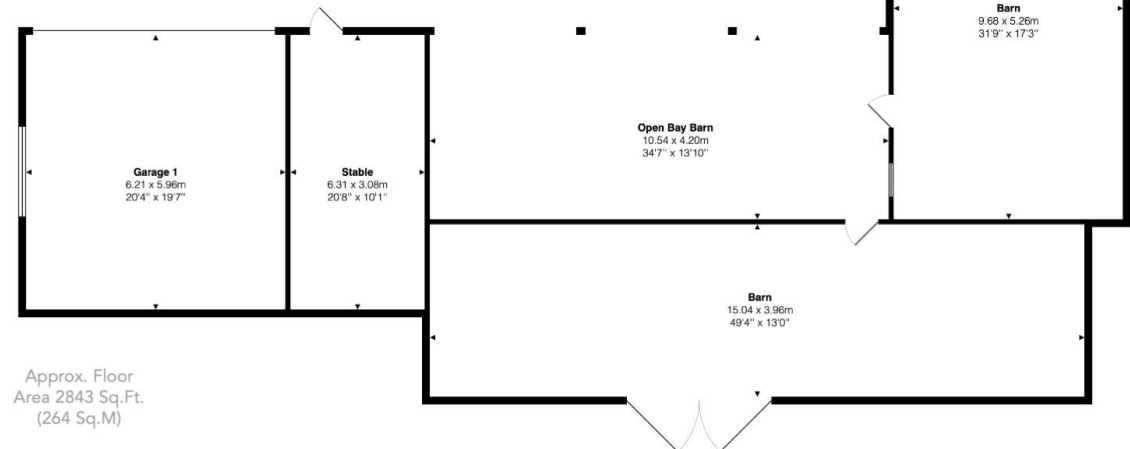 Barn
9.68 x 5.26m
31'9" x 17'3"
Open Bay Barn
10.54 x 4.20m
34'7" x 13'10"
Garage 1
6.21 x 5.96m
20'4" x 19'7"
Stable
6.31 x 3.08m
20'8" x 10'1"
Barn
15.04 x 3.96m
49'4" x 13'0"
Approx. Floor
Area 2843 Sq.Ft.
(264 Sq.M)